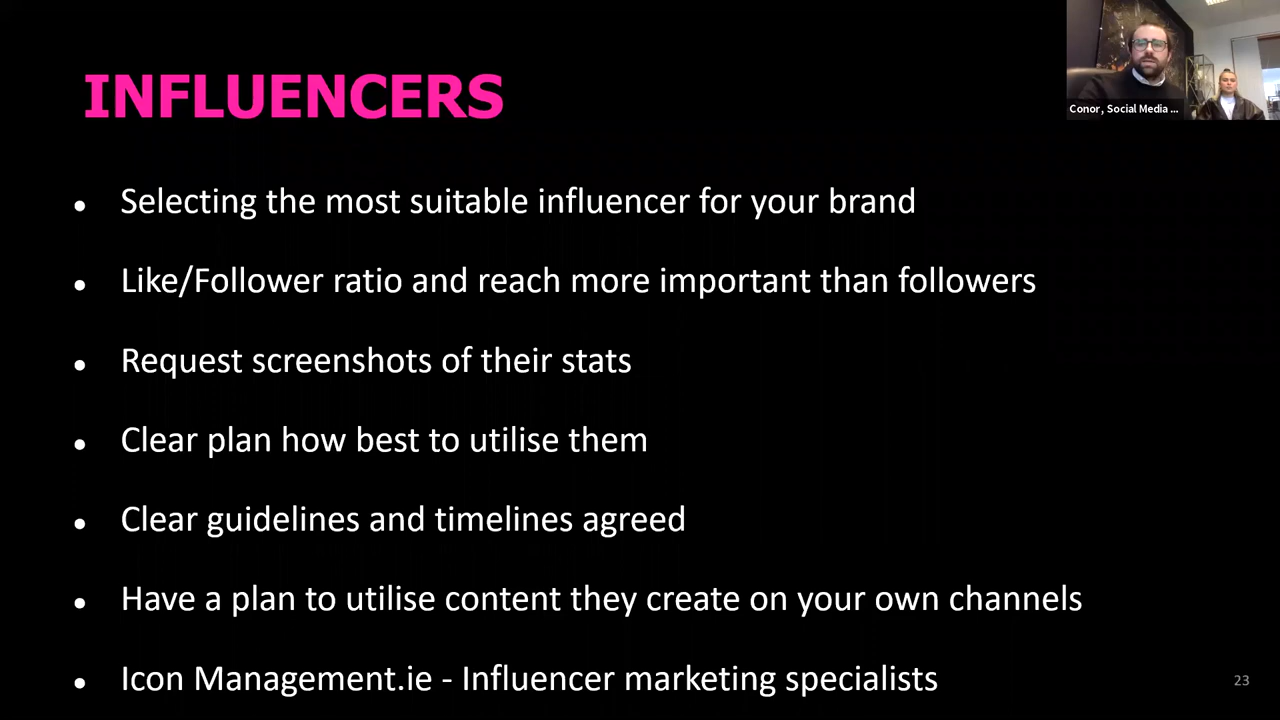 INFLUENCERS
Conor, Social Media ...
● Selecting the most suitable influencer for your brand
● Like/Follower ratio and reach more important than followers
● Request screenshots of their stats
● Clear plan how best to utilise them
● Clear guidelines and timelines agreed
● Have a plan to utilise content they create on your own channels
● Icon Management.ie - Influencer marketing specialists
23